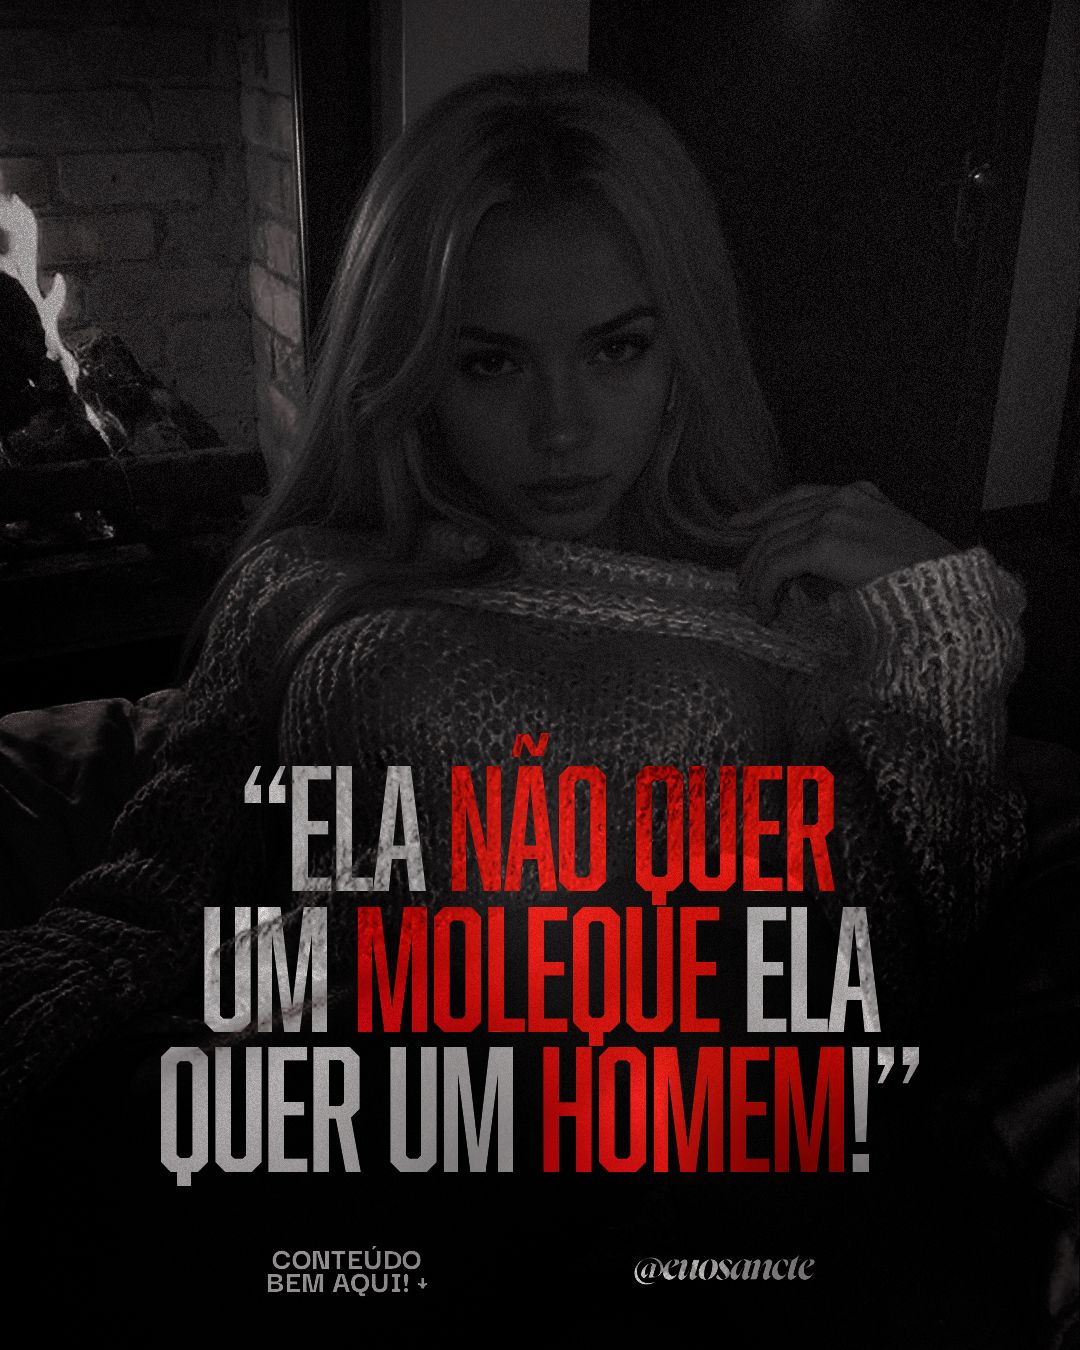 “ELA NÃO QUER
UM MOLEQUE ELA
QUER UM HOMEM!”
CONTEÚDO
BEM AQUI! ↓
@euosancte